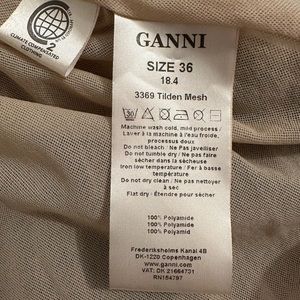 CLIMATE COMPENSATED
CLOTHING
2
GANNI
SIZE 36
18.4
3369 Tilden Mesh
30
Machine wash cold, mild process /
Laver à la machine à l'eau froide,
processus doux
Do not bleach / Ne Pas javelliser
Do not tumble dry / Ne pas faire
sécher dans la sécheuse
Iron low temperature / Fer à basse
température
Do not dry clean / Ne pas nettoyer
à sec
Flat dry / Étendre pour sécher
100% Polyamide
100% Polyamide
100% Polyamid
Frederiksholms Kanal 4B
DK-1220 Copenhagen
www.ganni.com
VAT: DK 21664731
RN154797